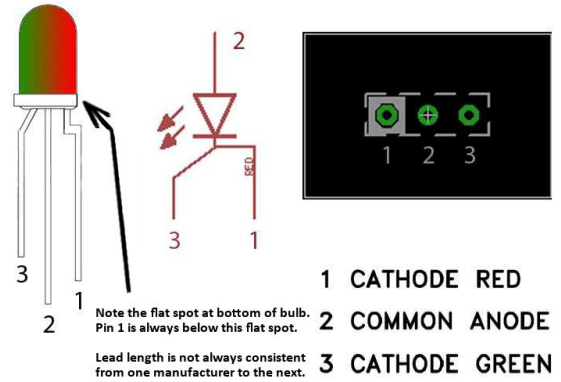 2
RED
3
1
1 2 3
3
2
1
Note the flat spot at bottom of bulb.
Pin 1 is always below this flat spot.
Lead length is not always consistent
from one manufacturer to the next.
1 CATHODE RED
2 COMMON ANODE
3 CATHODE GREEN